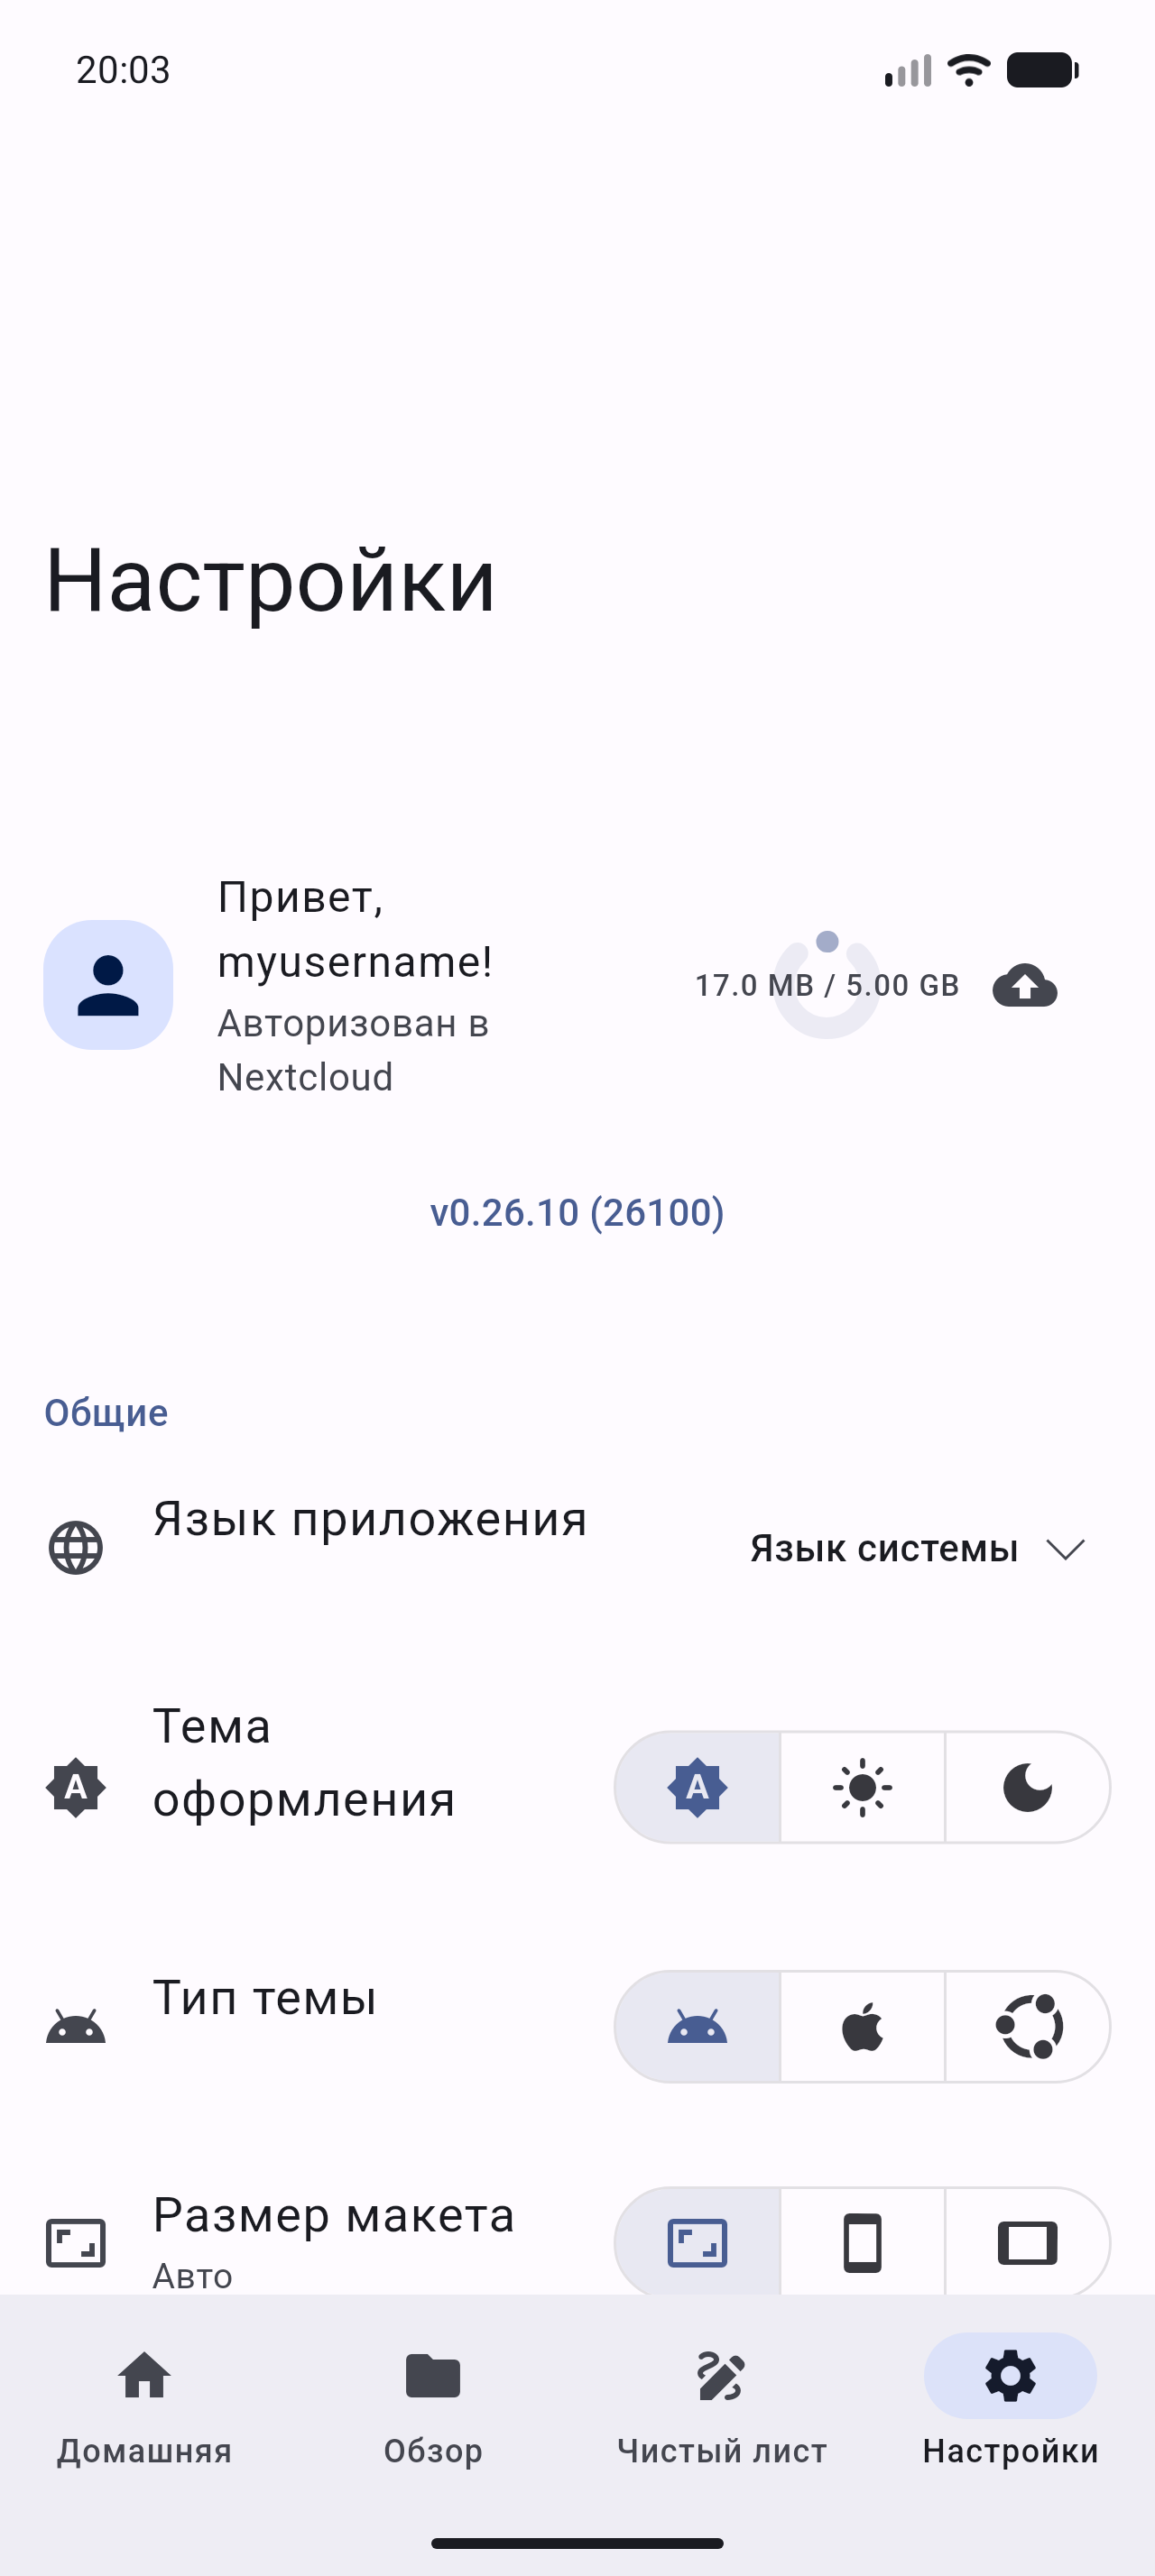 20:03
Настройки
Привет,
myusername!
Авторизован в
Nextcloud
17.0 MB / 5.00 GB
v0.26.10 (26100)
Общие
Язык приложения
Язык системы
Тема
оформления
A
A
Тип темы
Размер макета
Авто
Домашняя
Обзор
Чистый лист
Настройки